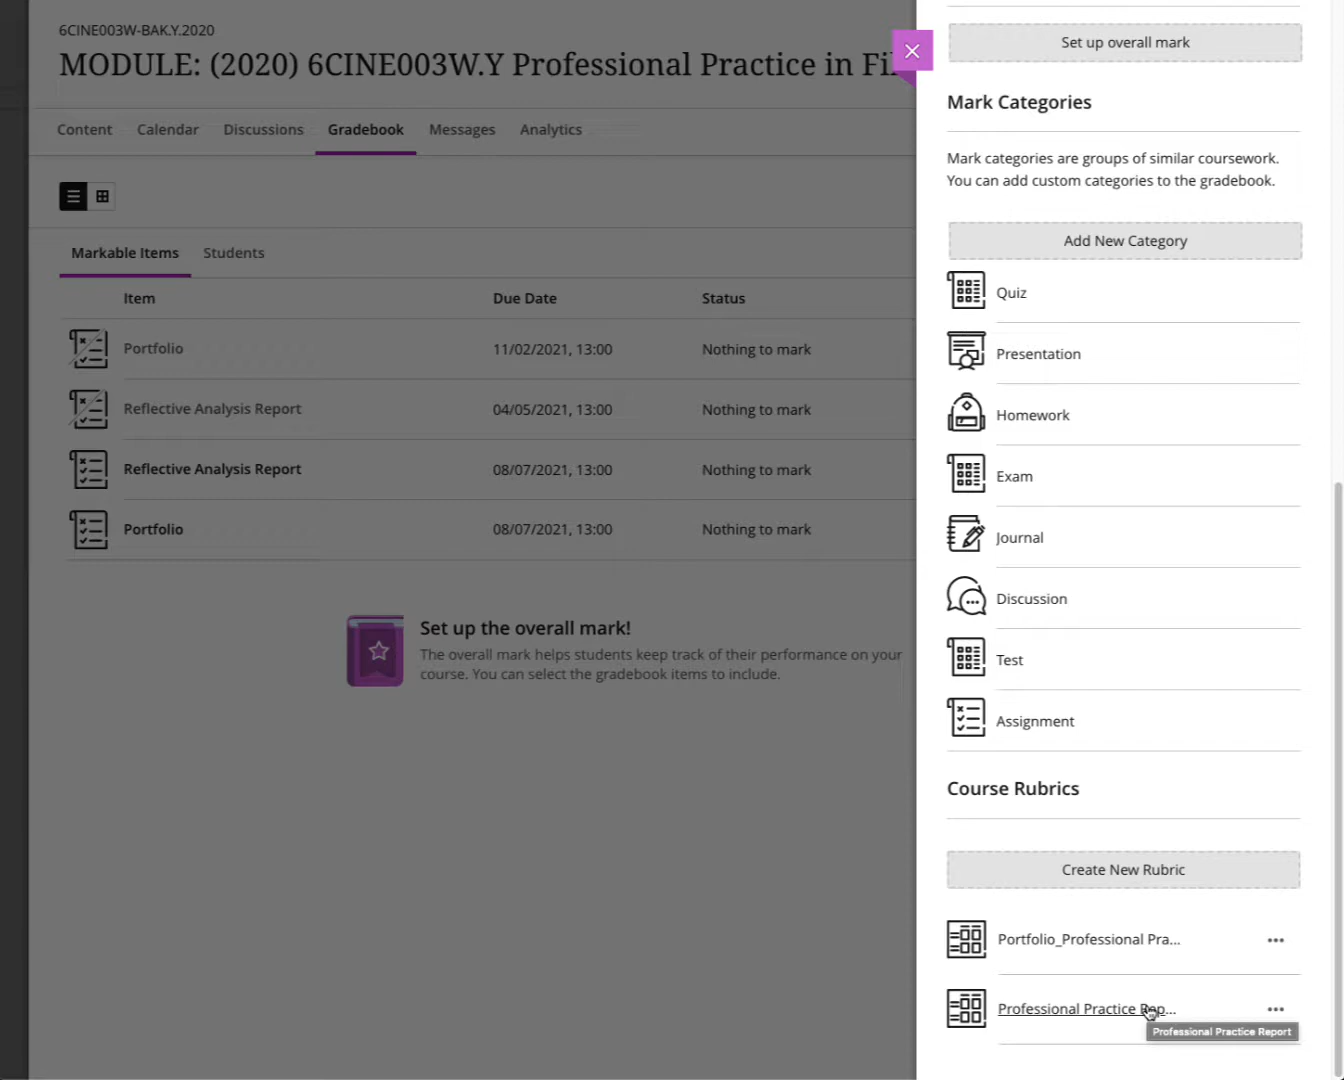 6CINE003W-BAK.Y.2020
MODULE: (2020) 6CINE003W.Y Professional Practice in
Content Calendar Discussions Gradebook Messages Analytics
Markable Items Students
Item Due Date Status
Portfolio 11/02/2021, 13:00 Nothing to mark
Reflective Analysis Report 04/05/2021, 13:00 Nothing to mark
Reflective Analysis Report 08/07/2021, 13:00 Nothing to mark
Portfolio 08/07/2021, 13:00 Nothing to mark
Set up the overall mark!
The overall mark helps students keep track of their performance on your
course. You can select the gradebook items to include.
Set up overall mark
Mark Categories
Mark categories are groups of similar coursework.
You can add custom categories to the gradebook.
Add New Category
Quiz
Presentation
Homework
Exam
Journal
Discussion
Test
Assignment
Course Rubrics
Create New Rubric
Portfolio_Professional Pra...
Professional Practice Rep...
Professional Practice Report